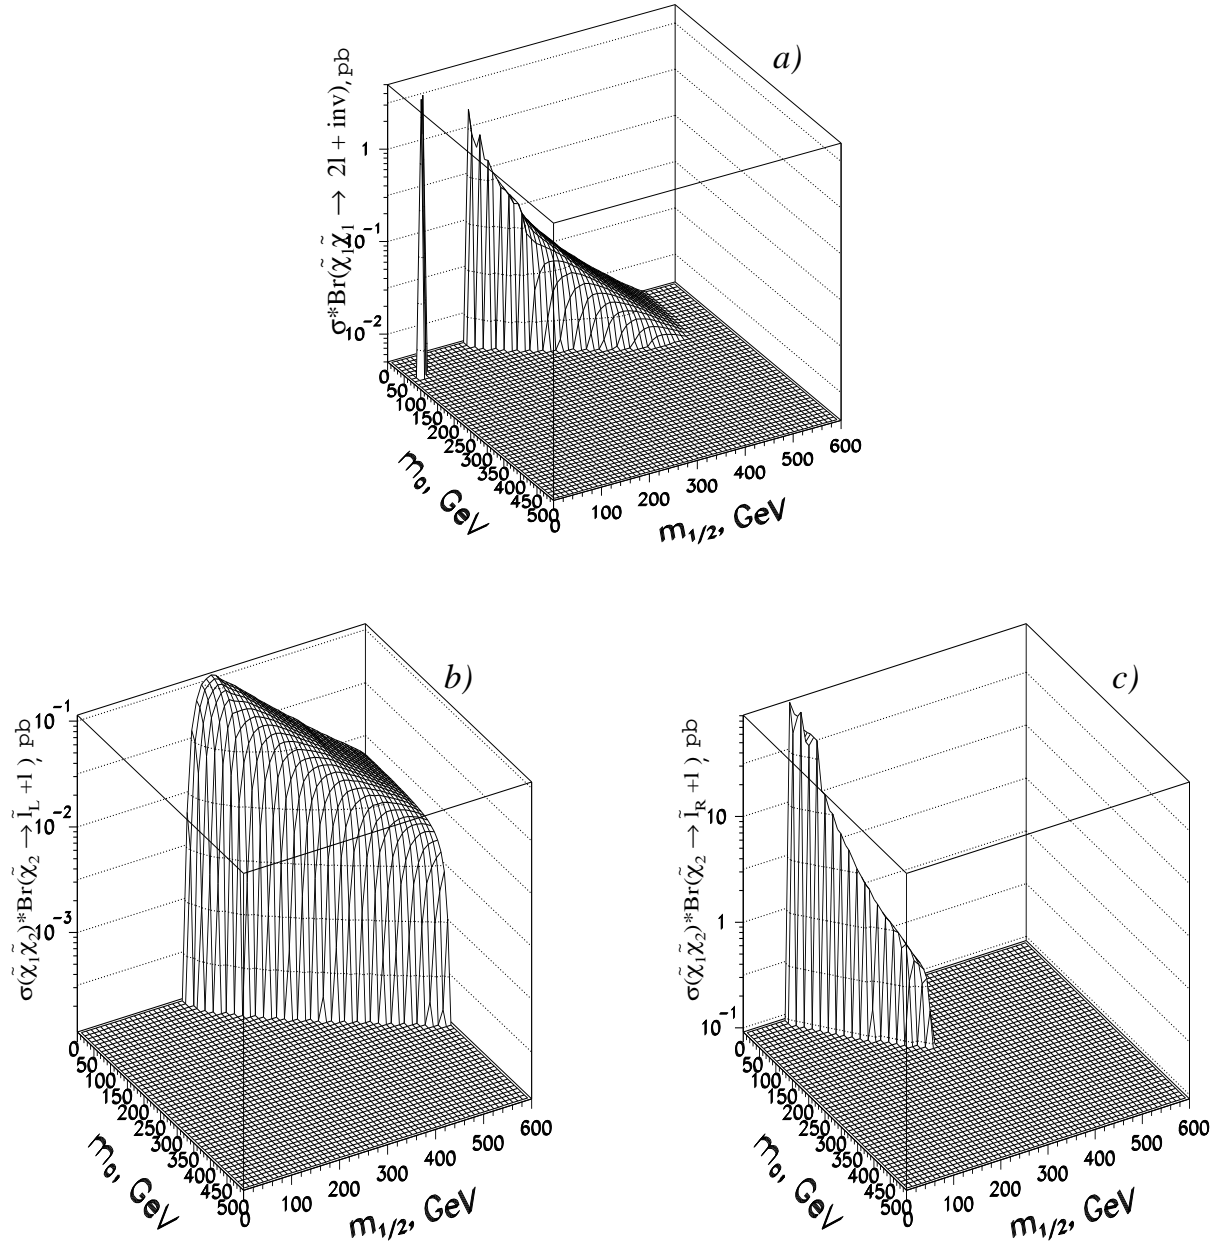 a)
σ*Br(χ̃₁χ̃₁ → 2l + inv), pb
1
10⁻¹
10⁻²
0 50 100 150 200 250 300 350 400 450 500
m₀, GeV
0 100 200 300 400 500 600
m₁/₂, GeV
b)
σ(χ̃₁χ̃₂)*Br(χ̃₂ → l̃_L + l), pb
10⁻¹
10⁻²
10⁻³
0 50 100 150 200 250 300 350 400 450 500
m₀, GeV
0 100 200 300 400 500 600
m₁/₂, GeV
c)
σ(χ̃₁χ̃₂)*Br(χ̃₂ → l̃_R + l), pb
10
1
10⁻¹
0 50 100 150 200 250 300 350 400 450 500
m₀, GeV
0 100 200 300 400 500 600
m₁/₂, GeV